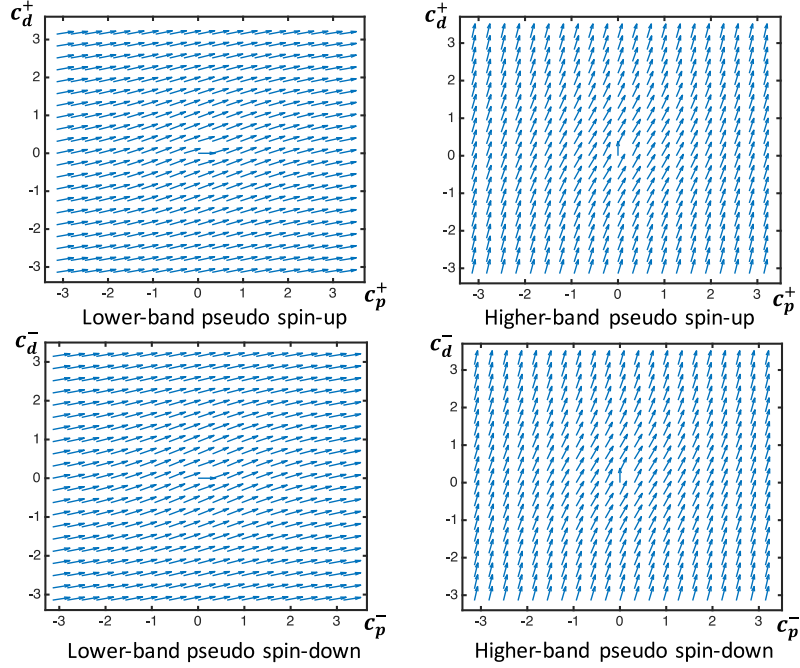 c_d^+
3
2
1
0
-1
-2
-3
-3 -2 -1 0 1 2 3
c_p^+
Lower-band pseudo spin-up
c_d^+
3
2
1
0
-1
-2
-3
-3 -2 -1 0 1 2 3
c_p^+
Higher-band pseudo spin-up
c_d^-
3
2
1
0
-1
-2
-3
-3 -2 -1 0 1 2 3
c_p^-
Lower-band pseudo spin-down
c_d^-
3
2
1
0
-1
-2
-3
-3 -2 -1 0 1 2 3
c_p^-
Higher-band pseudo spin-down